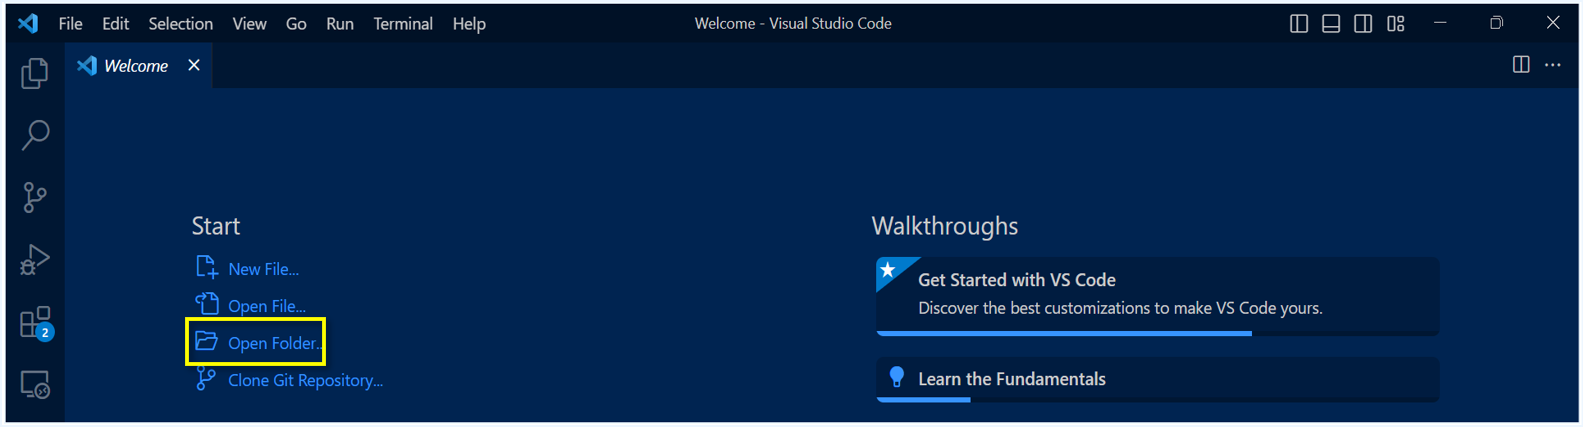 File Edit Selection View Go Run Terminal Help Welcome - Visual Studio Code
Welcome
Start
New File...
Open File...
Open Folder..
Clone Git Repository...
2
Walkthroughs
Get Started with VS Code
Discover the best customizations to make VS Code yours.
Learn the Fundamentals